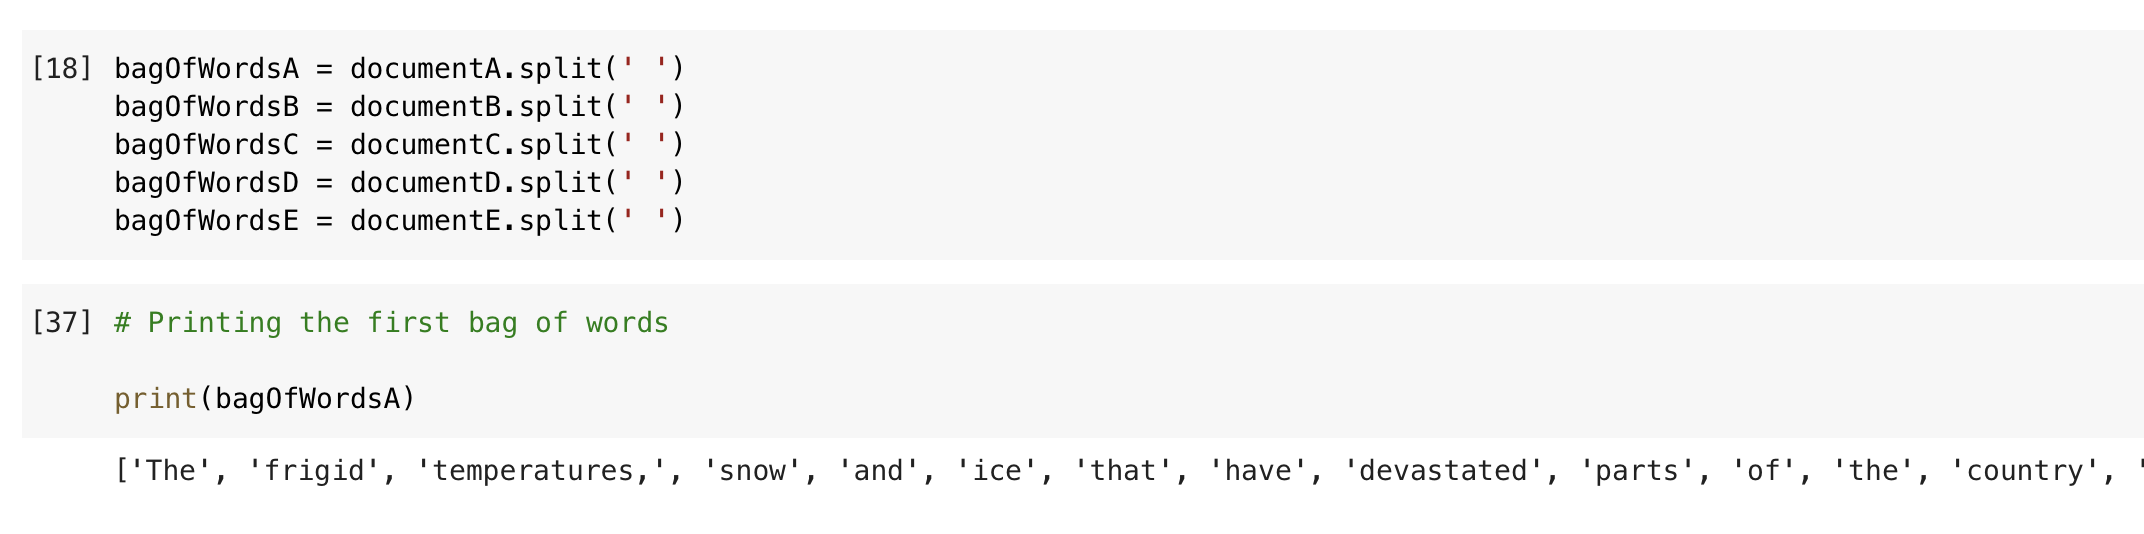 [18] bagOfWordsA = documentA.split(' ')
bagOfWordsB = documentB.split(' ')
bagOfWordsC = documentC.split(' ')
bagOfWordsD = documentD.split(' ')
bagOfWordsE = documentE.split(' ')
[37] # Printing the first bag of words
print(bagOfWordsA)
['The', 'frigid', 'temperatures,', 'snow', 'and', 'ice', 'that', 'have', 'devastated', 'parts', 'of', 'the', 'country', '